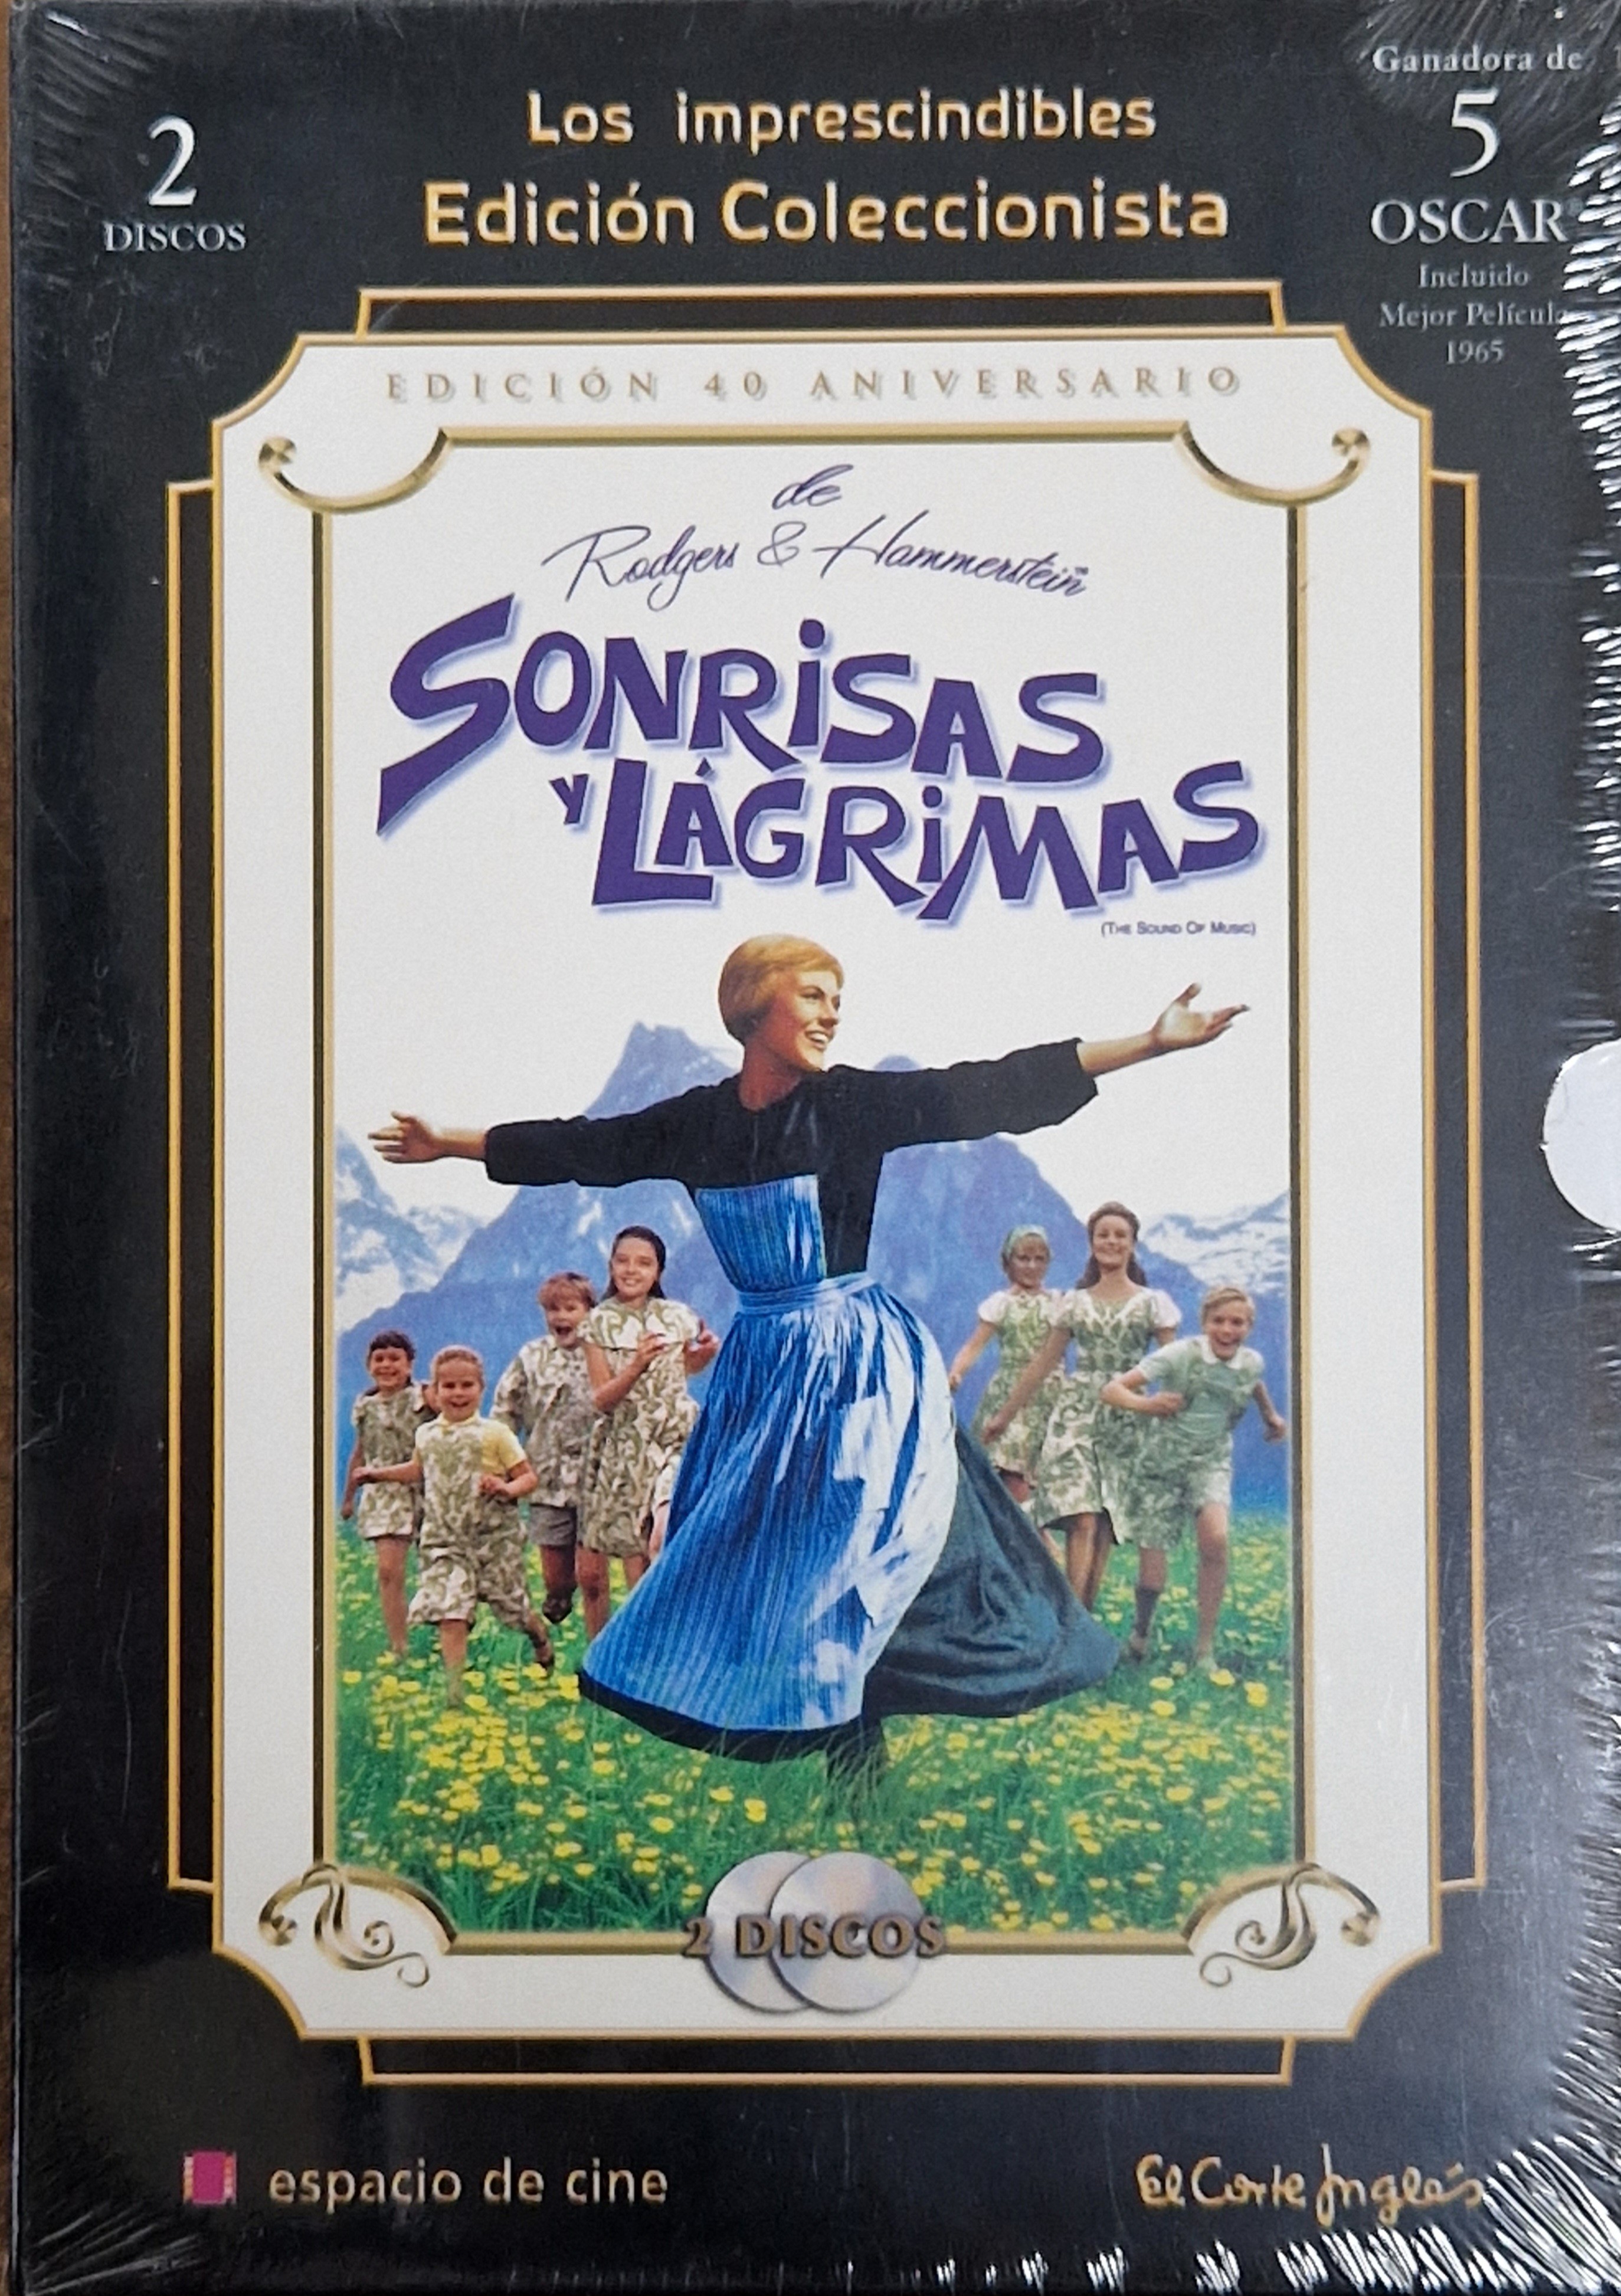 2
DISCOS
Los imprescindibles
Edición Coleccionista
Ganadora de
5
OSCAR®
Incluido
Mejor Película
1965
EDICIÓN 40 ANIVERSARIO
de
Rodgers & Hammerstein™
SONRISAS
Y LÁGRIMAS
(THE SOUND OF MUSIC)
2 DISCOS
espacio de cine
El Corte Inglés